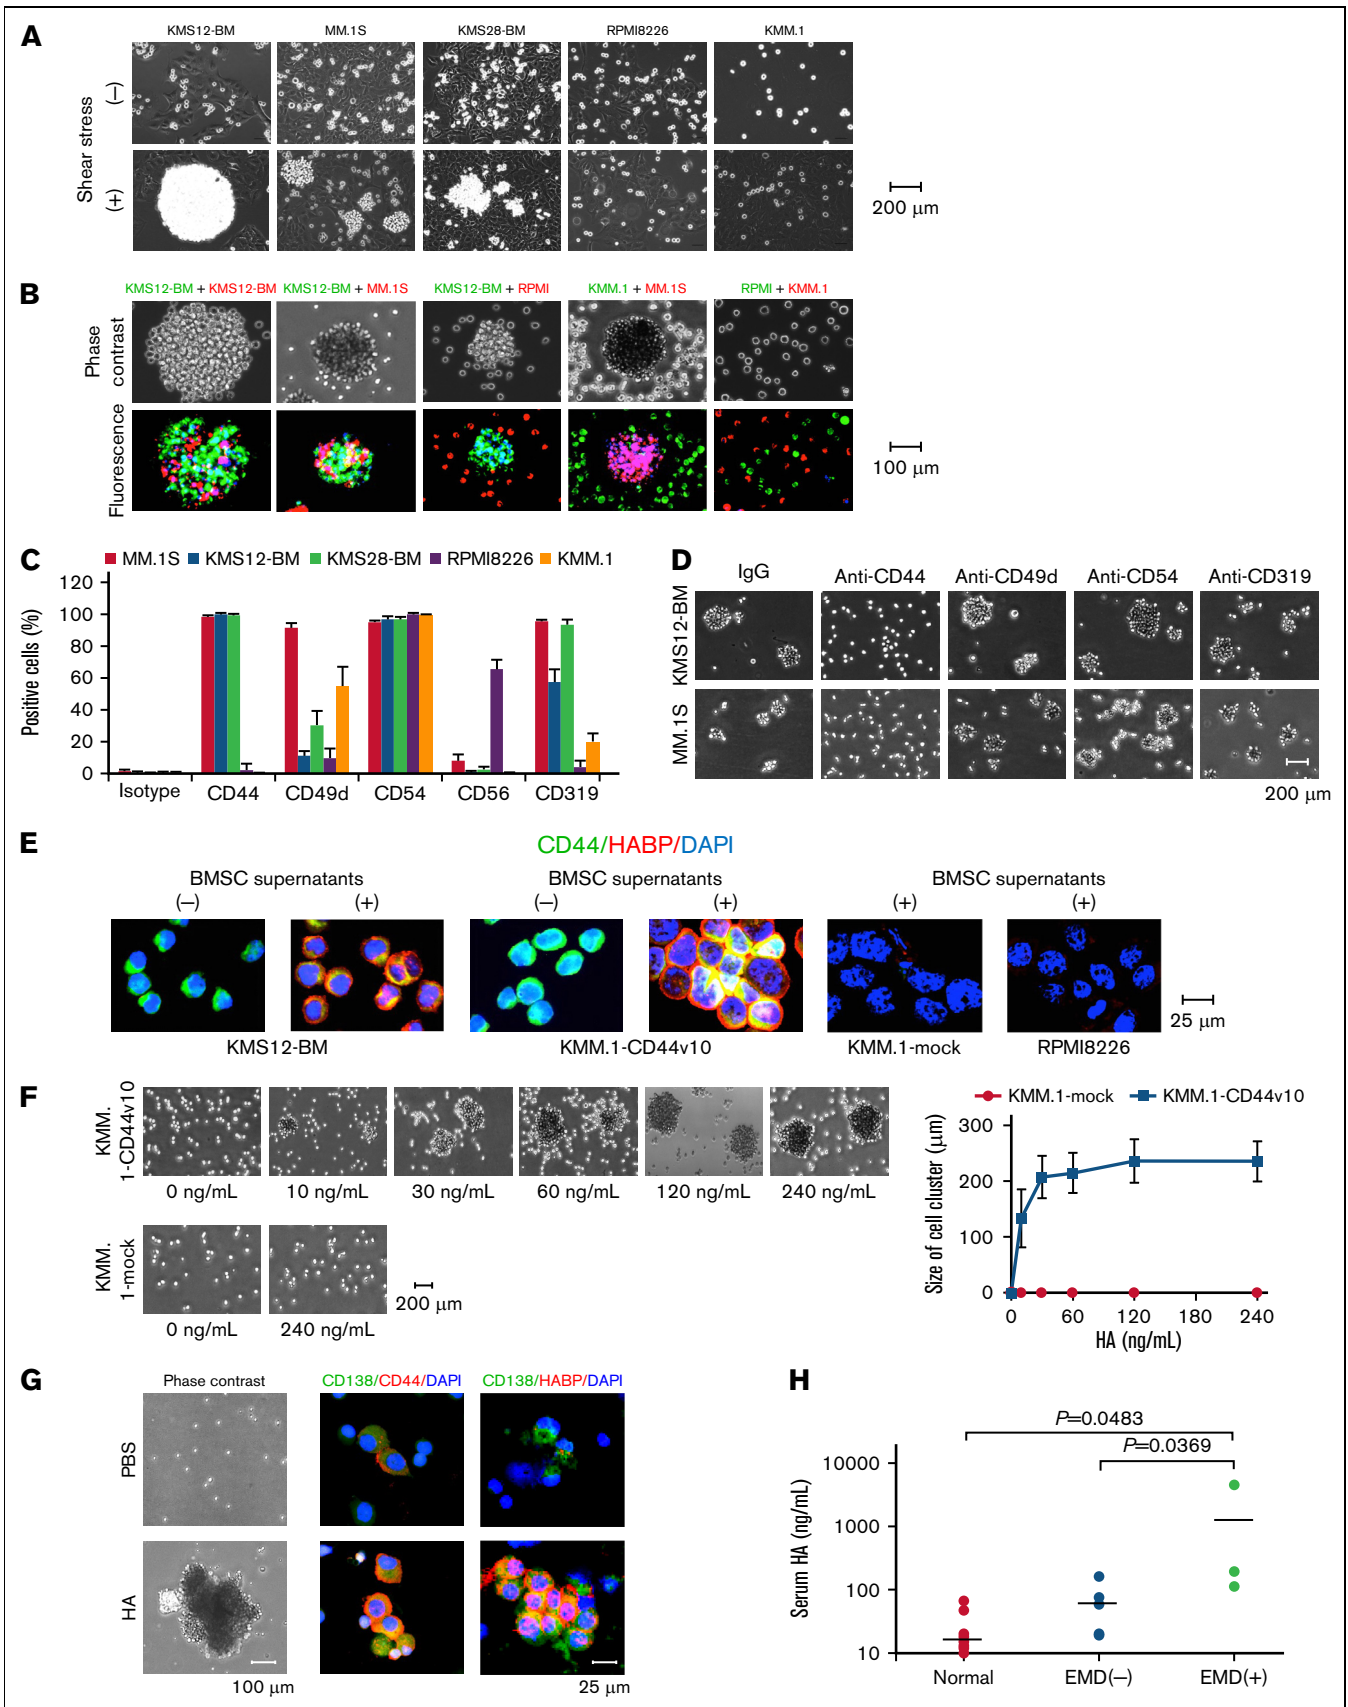 A
KMS12-BM MM.1S KMS28-BM RPMI8226 KMM.1
Shear stress
(–)
(+)
200 μm
B
KMS12-BM + KMS12-BM KMS12-BM + MM.1S KMS12-BM + RPMI KMM.1 + MM.1S RPMI + KMM.1
Phase contrast
Fluorescence
100 μm
C
MM.1S KMS12-BM KMS28-BM RPMI8226 KMM.1
Positive cells (%)
120
100
80
60
40
20
0
Isotype CD44 CD49d CD54 CD56 CD319
D
IgG Anti-CD44 Anti-CD49d Anti-CD54 Anti-CD319
KMS12-BM
MM.1S
200 μm
E
CD44/HABP/DAPI
BMSC supernatants BMSC supernatants BMSC supernatants
(–) (+) (–) (+) (+) (+)
25 μm
KMS12-BM KMM.1-CD44v10 KMM.1-mock RPMI8226
F
KMM.1-CD44v10
0 ng/mL 10 ng/mL 30 ng/mL 60 ng/mL 120 ng/mL 240 ng/mL
KMM.1-mock
0 ng/mL 240 ng/mL
200 μm
KMM.1-mock KMM.1-CD44v10
Size of cell cluster (μm)
300
200
100
0
0 60 120 180 240
HA (ng/mL)
G
Phase contrast CD138/CD44/DAPI CD138/HABP/DAPI
PBS
HA
100 μm 25 μm
H
P=0.0483
P=0.0369
Serum HA (ng/mL)
10000
1000
100
10
Normal EMD(–) EMD(+)